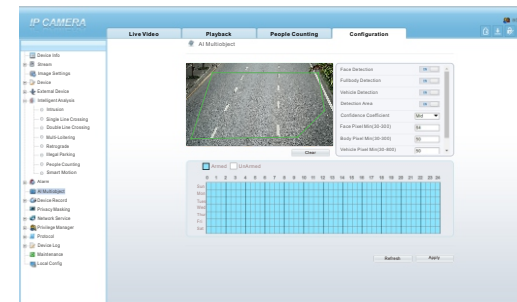 IP CAMERA
Live Video
Playback
People Counting
Configuration
AI Multiobject
Device Info
Stream
Image Settings
Device
External Device
Intelligent Analysis
Intrusion
Single Line Crossing
Double Line Crossing
Multi-Loitering
Retrograde
Illegal Parking
People Counting
Smart Motion
Alarm
AI Multiobject
Device Record
Privacy Masking
Network Service
Privilege Manager
Protocol
Device Log
Maintenance
Local Config
Face Detection
Fullbody Detection
Vehicle Detection
Detection Area
Confidence Coefficient
Mid
Face Pixel Min(30-300)
Body Pixel Min(30-300)
Vehicle Pixel Min(30-800)
Clear
Armed
UnArmed
0 1 2 3 4 5 6 7 8 9 10 11 12 13 14 15 16 17 18 19 20 21 22 23 24
Sun
Mon
Tues
Wed
Thu
Fri
Sat
Refresh
Apply